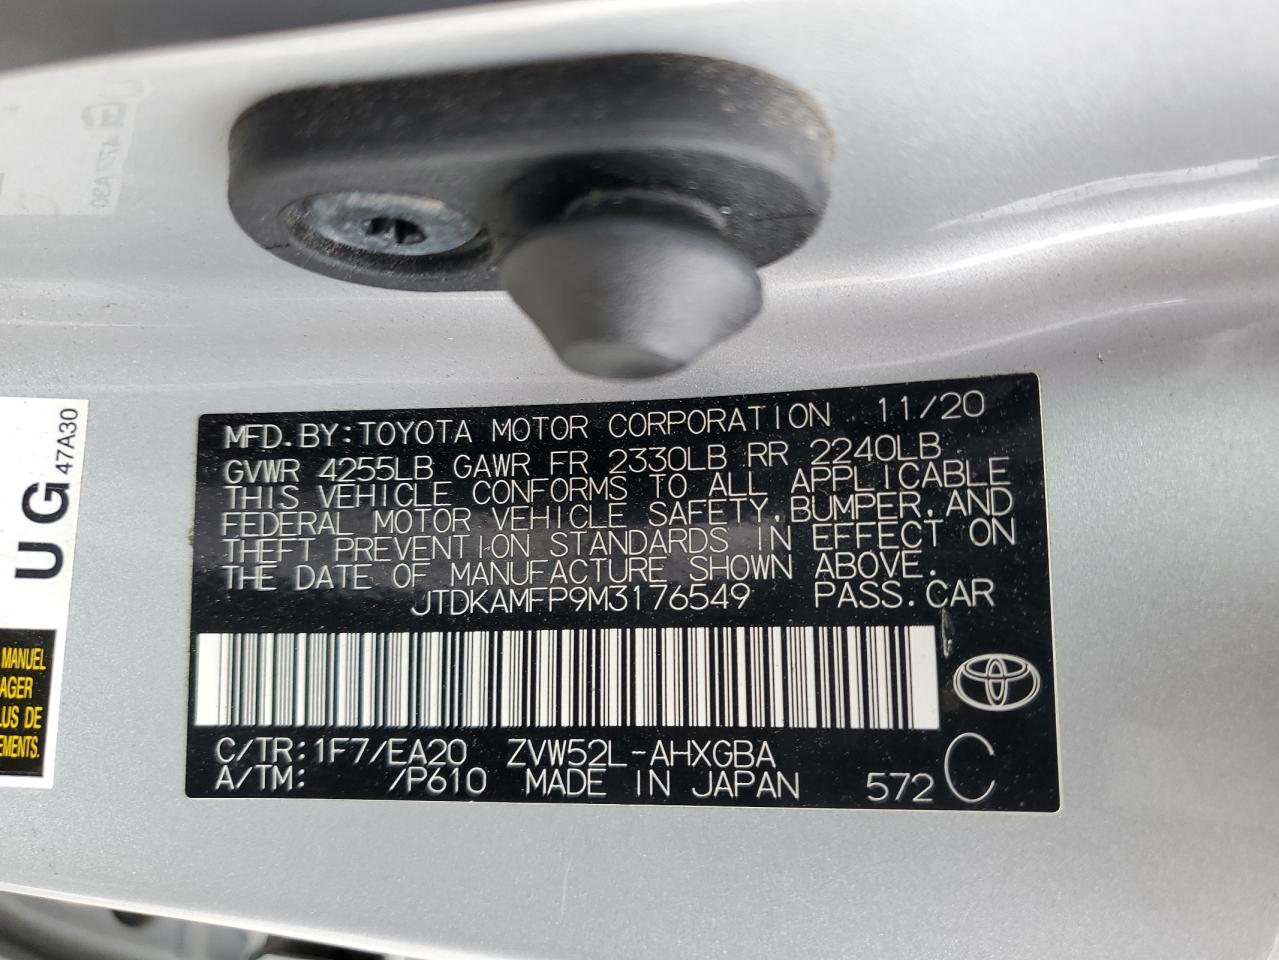 MFD.BY:TOYOTA MOTOR CORPORATION 11/20
GVWR 4255LB GAWR FR 2330LB RR 2240LB
THIS VEHICLE CONFORMS TO ALL APPLICABLE
FEDERAL MOTOR VEHICLE SAFETY, BUMPER, AND
THEFT PREVENTION STANDARDS IN EFFECT ON
THE DATE OF MANUFACTURE SHOWN ABOVE.
JTDKAMFP9M3176549 PASS.CAR
C/TR:1F7/EA20 ZVW52L-AHXGBA
A/TM: /P610 MADE IN JAPAN 572 C
UG 47A30
MANUEL
AGER
LUS DE
EMENTS.